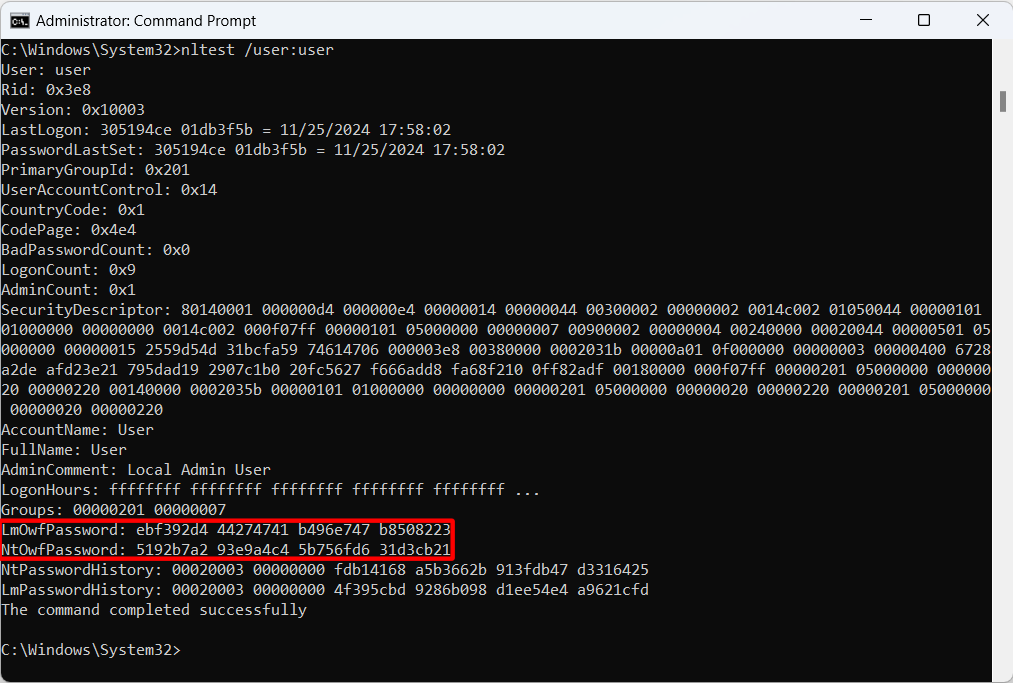 Administrator: Command Prompt
C:\Windows\System32>nltest /user:user
User: user
Rid: 0x3e8
Version: 0x10003
LastLogon: 305194ce 01db3f5b = 11/25/2024 17:58:02
PasswordLastSet: 305194ce 01db3f5b = 11/25/2024 17:58:02
PrimaryGroupId: 0x201
UserAccountControl: 0x14
CountryCode: 0x1
CodePage: 0x4e4
BadPasswordCount: 0x0
LogonCount: 0x9
AdminCount: 0x1
SecurityDescriptor: 80140001 000000d4 000000e4 00000014 00000044 00300002 00000002 0014c002 01050044 00000101
01000000 00000000 0014c002 000f07ff 00000101 05000000 00000007 00900002 00000004 00240000 00020044 00000501 05
000000 00000015 2559d54d 31bcfa59 74614706 000003e8 00380000 0002031b 00000a01 0f000000 00000003 00000400 6728
a2de afd23e21 795dad19 2907c1b0 20fc5627 f666add8 fa68f210 0ff82adf 00180000 000f07ff 00000201 05000000 000000
20 00000220 00140000 0002035b 00000101 01000000 00000000 00000201 05000000 00000020 00000220 00000201 05000000
00000020 00000220
AccountName: User
FullName: User
AdminComment: Local Admin User
LogonHours: ffffffff ffffffff ffffffff ffffffff ffffffff ...
Groups: 00000201 00000007
LmOwfPassword: ebf392d4 44274741 b496e747 b8508223
NtOwfPassword: 5192b7a2 93e9a4c4 5b756fd6 31d3cb21
NtPasswordHistory: 00020003 00000000 fdb14168 a5b3662b 913fdb47 d3316425
LmPasswordHistory: 00020003 00000000 4f395cbd 9286b098 d1ee54e4 a9621cfd
The command completed successfully
C:\Windows\System32>